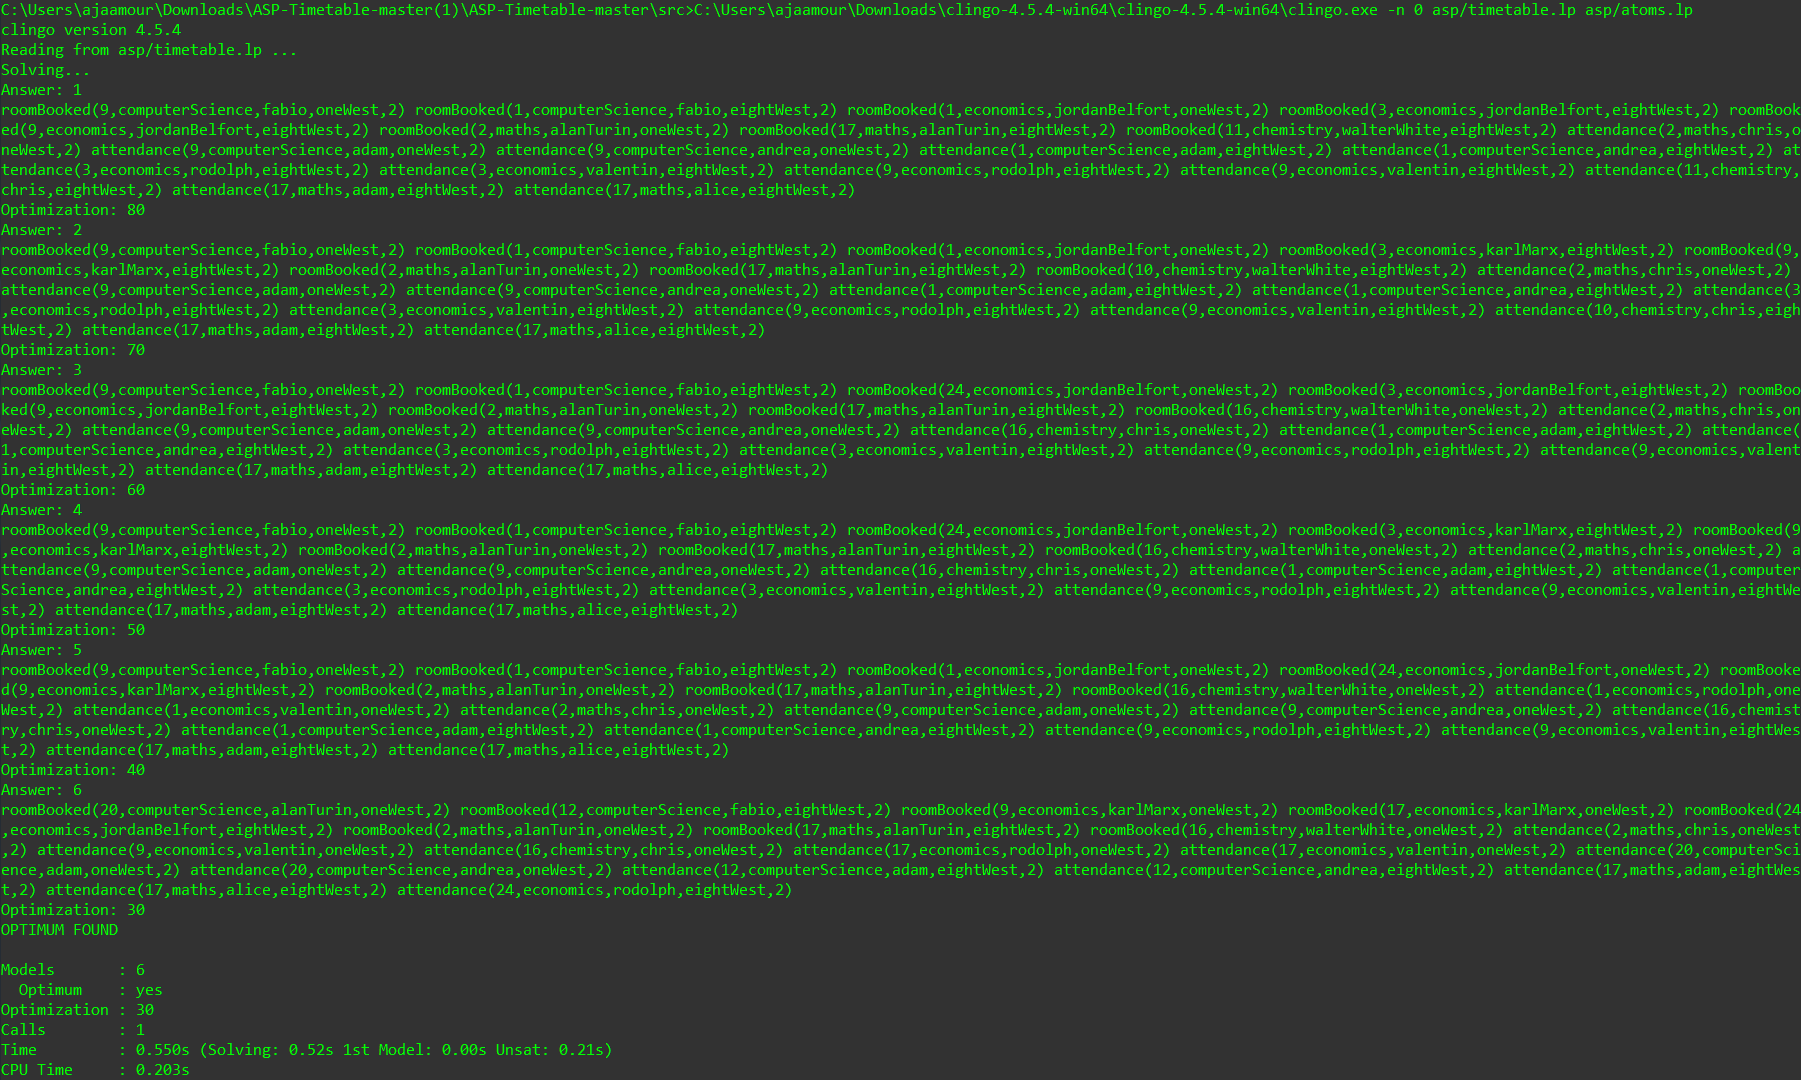 C:\Users\ajaamour\Downloads\ASP-Timetable-master(1)\ASP-Timetable-master\src>C:\Users\ajaamour\Downloads\clingo-4.5.4-win64\clingo-4.5.4-win64\clingo.exe -n 0 asp/timetable.lp asp/atoms.lp
clingo version 4.5.4
Reading from asp/timetable.lp ...
Solving...
Answer: 1
roomBooked(9,computerScience,fabio,oneWest,2) roomBooked(1,computerScience,fabio,eightWest,2) roomBooked(1,economics,jordanBelfort,oneWest,2) roomBooked(3,economics,jordanBelfort,eightWest,2) roomBook
ed(9,economics,jordanBelfort,eightWest,2) roomBooked(2,maths,alanTurin,oneWest,2) roomBooked(17,maths,alanTurin,eightWest,2) roomBooked(11,chemistry,walterWhite,eightWest,2) attendance(2,maths,chris,o
neWest,2) attendance(9,computerScience,adam,oneWest,2) attendance(9,computerScience,andrea,oneWest,2) attendance(1,computerScience,adam,eightWest,2) attendance(1,computerScience,andrea,eightWest,2) at
tendance(3,economics,rodolph,eightWest,2) attendance(3,economics,valentin,eightWest,2) attendance(9,economics,rodolph,eightWest,2) attendance(9,economics,valentin,eightWest,2) attendance(11,chemistry,
chris,eightWest,2) attendance(17,maths,adam,eightWest,2) attendance(17,maths,alice,eightWest,2)
Optimization: 80
Answer: 2
roomBooked(9,computerScience,fabio,oneWest,2) roomBooked(1,computerScience,fabio,eightWest,2) roomBooked(1,economics,jordanBelfort,oneWest,2) roomBooked(3,economics,karlMarx,eightWest,2) roomBooked(9,
economics,karlMarx,eightWest,2) roomBooked(2,maths,alanTurin,oneWest,2) roomBooked(17,maths,alanTurin,eightWest,2) roomBooked(10,chemistry,walterWhite,eightWest,2) attendance(2,maths,chris,oneWest,2)
attendance(9,computerScience,adam,oneWest,2) attendance(9,computerScience,andrea,oneWest,2) attendance(1,computerScience,adam,eightWest,2) attendance(1,computerScience,andrea,eightWest,2) attendance(3
,economics,rodolph,eightWest,2) attendance(3,economics,valentin,eightWest,2) attendance(9,economics,rodolph,eightWest,2) attendance(9,economics,valentin,eightWest,2) attendance(10,chemistry,chris,eigh
tWest,2) attendance(17,maths,adam,eightWest,2) attendance(17,maths,alice,eightWest,2)
Optimization: 70
Answer: 3
roomBooked(9,computerScience,fabio,oneWest,2) roomBooked(1,computerScience,fabio,eightWest,2) roomBooked(24,economics,jordanBelfort,oneWest,2) roomBooked(3,economics,jordanBelfort,eightWest,2) roomBoo
ked(9,economics,jordanBelfort,eightWest,2) roomBooked(2,maths,alanTurin,oneWest,2) roomBooked(17,maths,alanTurin,eightWest,2) roomBooked(16,chemistry,walterWhite,oneWest,2) attendance(2,maths,chris,on
eWest,2) attendance(9,computerScience,adam,oneWest,2) attendance(9,computerScience,andrea,oneWest,2) attendance(16,chemistry,chris,oneWest,2) attendance(1,computerScience,adam,eightWest,2) attendance(
1,computerScience,andrea,eightWest,2) attendance(3,economics,rodolph,eightWest,2) attendance(3,economics,valentin,eightWest,2) attendance(9,economics,rodolph,eightWest,2) attendance(9,economics,valent
in,eightWest,2) attendance(17,maths,adam,eightWest,2) attendance(17,maths,alice,eightWest,2)
Optimization: 60
Answer: 4
roomBooked(9,computerScience,fabio,oneWest,2) roomBooked(1,computerScience,fabio,eightWest,2) roomBooked(24,economics,jordanBelfort,oneWest,2) roomBooked(3,economics,karlMarx,eightWest,2) roomBooked(9
,economics,karlMarx,eightWest,2) roomBooked(2,maths,alanTurin,oneWest,2) roomBooked(17,maths,alanTurin,eightWest,2) roomBooked(16,chemistry,walterWhite,oneWest,2) attendance(2,maths,chris,oneWest,2) a
ttendance(9,computerScience,adam,oneWest,2) attendance(9,computerScience,andrea,oneWest,2) attendance(16,chemistry,chris,oneWest,2) attendance(1,computerScience,adam,eightWest,2) attendance(1,computer
Science,andrea,eightWest,2) attendance(3,economics,rodolph,eightWest,2) attendance(3,economics,valentin,eightWest,2) attendance(9,economics,rodolph,eightWest,2) attendance(9,economics,valentin,eightWe
st,2) attendance(17,maths,adam,eightWest,2) attendance(17,maths,alice,eightWest,2)
Optimization: 50
Answer: 5
roomBooked(9,computerScience,fabio,oneWest,2) roomBooked(1,computerScience,fabio,eightWest,2) roomBooked(1,economics,jordanBelfort,oneWest,2) roomBooked(24,economics,jordanBelfort,oneWest,2) roomBooke
d(9,economics,karlMarx,eightWest,2) roomBooked(2,maths,alanTurin,oneWest,2) roomBooked(17,maths,alanTurin,eightWest,2) roomBooked(16,chemistry,walterWhite,oneWest,2) attendance(1,economics,rodolph,one
West,2) attendance(1,economics,valentin,oneWest,2) attendance(2,maths,chris,oneWest,2) attendance(9,computerScience,adam,oneWest,2) attendance(9,computerScience,andrea,oneWest,2) attendance(16,chemist
ry,chris,oneWest,2) attendance(1,computerScience,adam,eightWest,2) attendance(1,computerScience,andrea,eightWest,2) attendance(9,economics,rodolph,eightWest,2) attendance(9,economics,valentin,eightWes
t,2) attendance(17,maths,adam,eightWest,2) attendance(17,maths,alice,eightWest,2)
Optimization: 40
Answer: 6
roomBooked(20,computerScience,alanTurin,oneWest,2) roomBooked(12,computerScience,fabio,eightWest,2) roomBooked(9,economics,karlMarx,oneWest,2) roomBooked(17,economics,karlMarx,oneWest,2) roomBooked(24
,economics,jordanBelfort,eightWest,2) roomBooked(2,maths,alanTurin,oneWest,2) roomBooked(17,maths,alanTurin,eightWest,2) roomBooked(16,chemistry,walterWhite,oneWest,2) attendance(2,maths,chris,oneWest
,2) attendance(9,economics,valentin,oneWest,2) attendance(16,chemistry,chris,oneWest,2) attendance(17,economics,rodolph,oneWest,2) attendance(17,economics,valentin,oneWest,2) attendance(20,computerSci
ence,adam,oneWest,2) attendance(20,computerScience,andrea,oneWest,2) attendance(12,computerScience,adam,eightWest,2) attendance(12,computerScience,andrea,eightWest,2) attendance(17,maths,adam,eightWes
t,2) attendance(17,maths,alice,eightWest,2) attendance(24,economics,rodolph,eightWest,2)
Optimization: 30
OPTIMUM FOUND
Models       : 6
  Optimum    : yes
Optimization : 30
Calls        : 1
Time         : 0.550s (Solving: 0.52s 1st Model: 0.00s Unsat: 0.21s)
CPU Time     : 0.203s